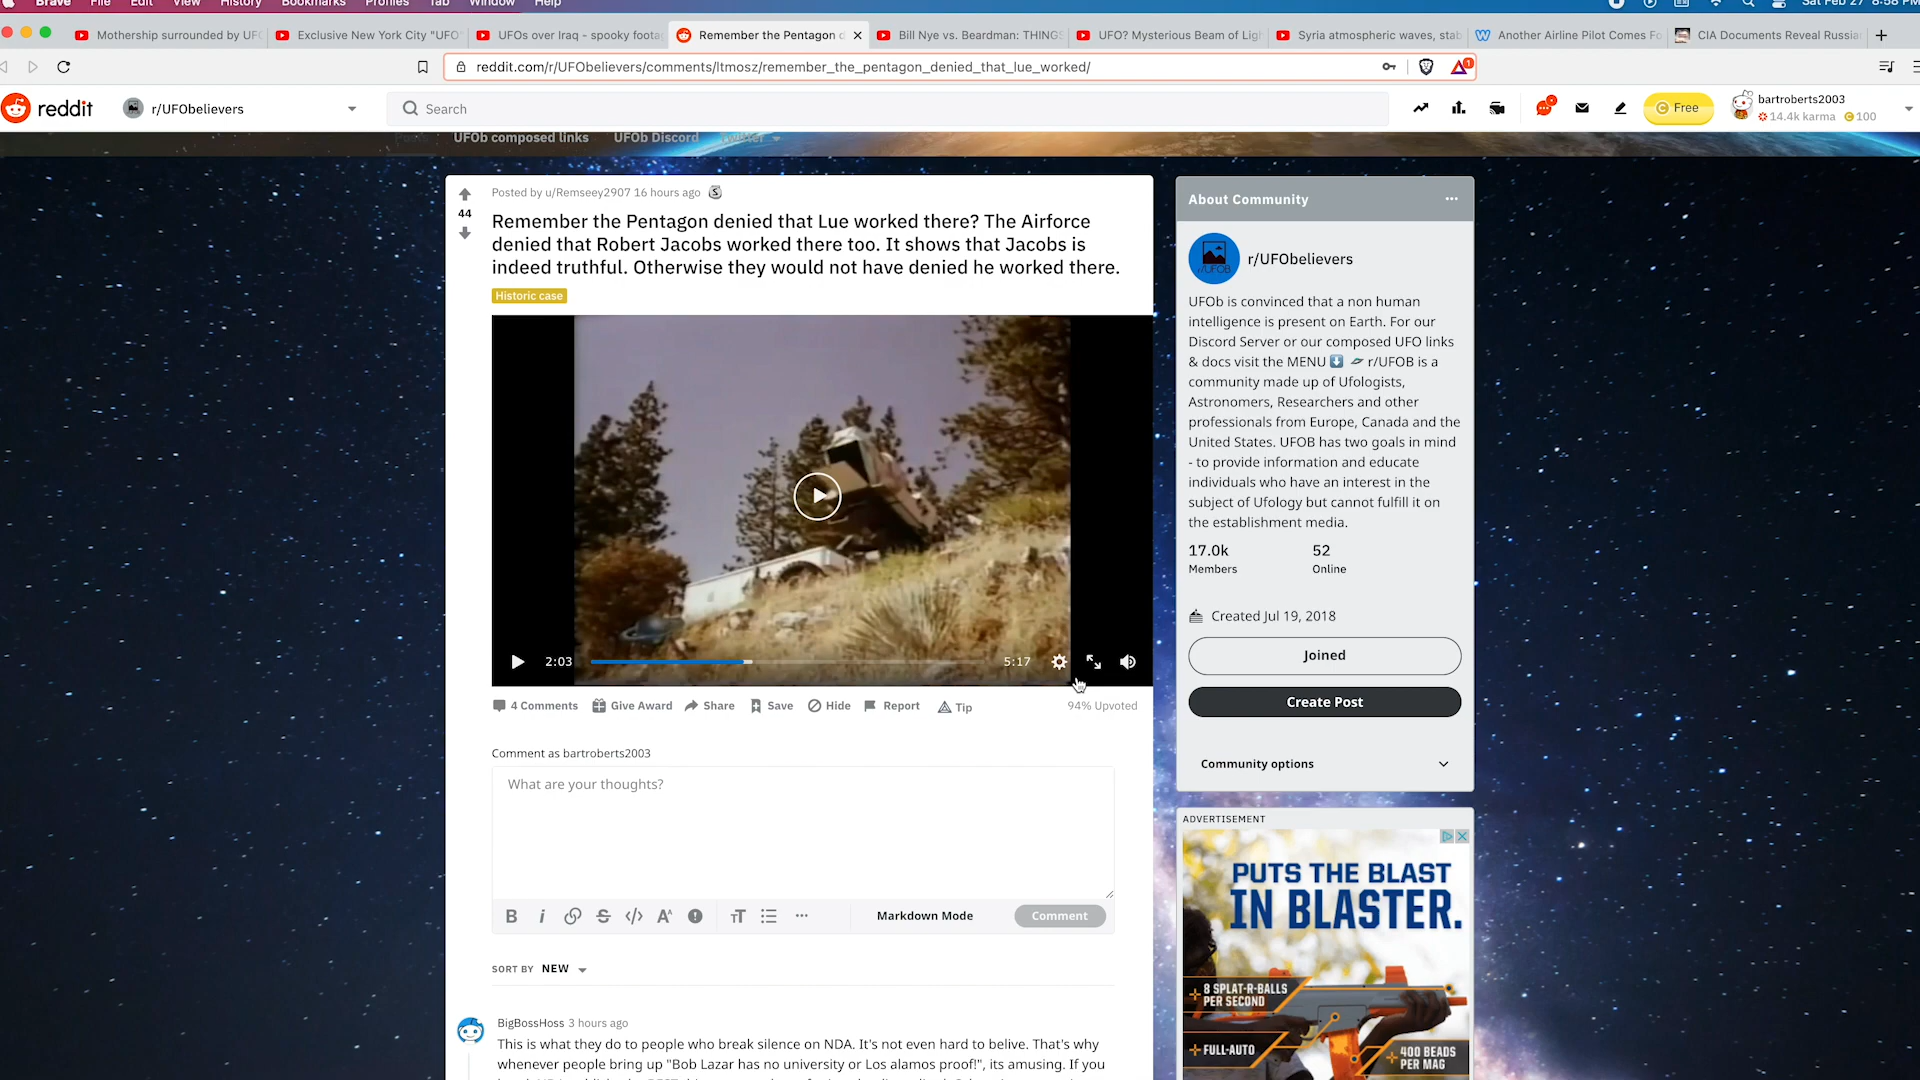 Brave File Edit View History Bookmarks Profiles Tab Window Help Sat Feb 27 8:58 PM
Mothership surrounded by UF
Exclusive New York City "UFO
UFOs over Iraq - spooky foota
Remember the Pentagon d
Bill Nye vs. Beardman: THINGS
UFO? Mysterious Beam of Lig
Syria atmospheric waves, stab
Another Airline Pilot Comes Fo
CIA Documents Reveal Russia
reddit.com/r/UFObelievers/comments/ltmosz/remember_the_pentagon_denied_that_lue_worked/
1
reddit r/UFObelievers Search Free bartroberts2003
14.4k karma 100
Posts UFOb composed links UFOb Discord Twitter
Posted by u/Remseey2907 16 hours ago
44
Remember the Pentagon denied that Lue worked there? The Airforce
denied that Robert Jacobs worked there too. It shows that Jacobs is
indeed truthful. Otherwise they would not have denied he worked there.
Historic case
2:03 5:17
4 Comments Give Award Share Save Hide Report Tip 94% Upvoted
Comment as bartroberts2003
What are your thoughts?
Markdown Mode Comment
SORT BY NEW
BigBossHoss 3 hours ago
This is what they do to people who break silence on NDA. It's not even hard to belive. That's why
whenever people bring up "Bob Lazar has no university or Los alamos proof!", its amusing. If you
About Community
r/UFOB
r/UFObelievers
UFOb is convinced that a non human
intelligence is present on Earth. For our
Discord Server or our composed UFO links
& docs visit the MENU ⬇️ r/UFOB is a
community made up of Ufologists,
Astronomers, Researchers and other
professionals from Europe, Canada and the
United States. UFOB has two goals in mind
- to provide information and educate
individuals who have an interest in the
subject of Ufology but cannot fulfill it on
the establishment media.
17.0k 52
Members Online
Created Jul 19, 2018
Joined
Create Post
Community options
ADVERTISEMENT
PUTS THE BLAST
IN BLASTER.
8 SPLAT-R-BALLS
PER SECOND
FULL-AUTO
400 BEADS
PER MAG